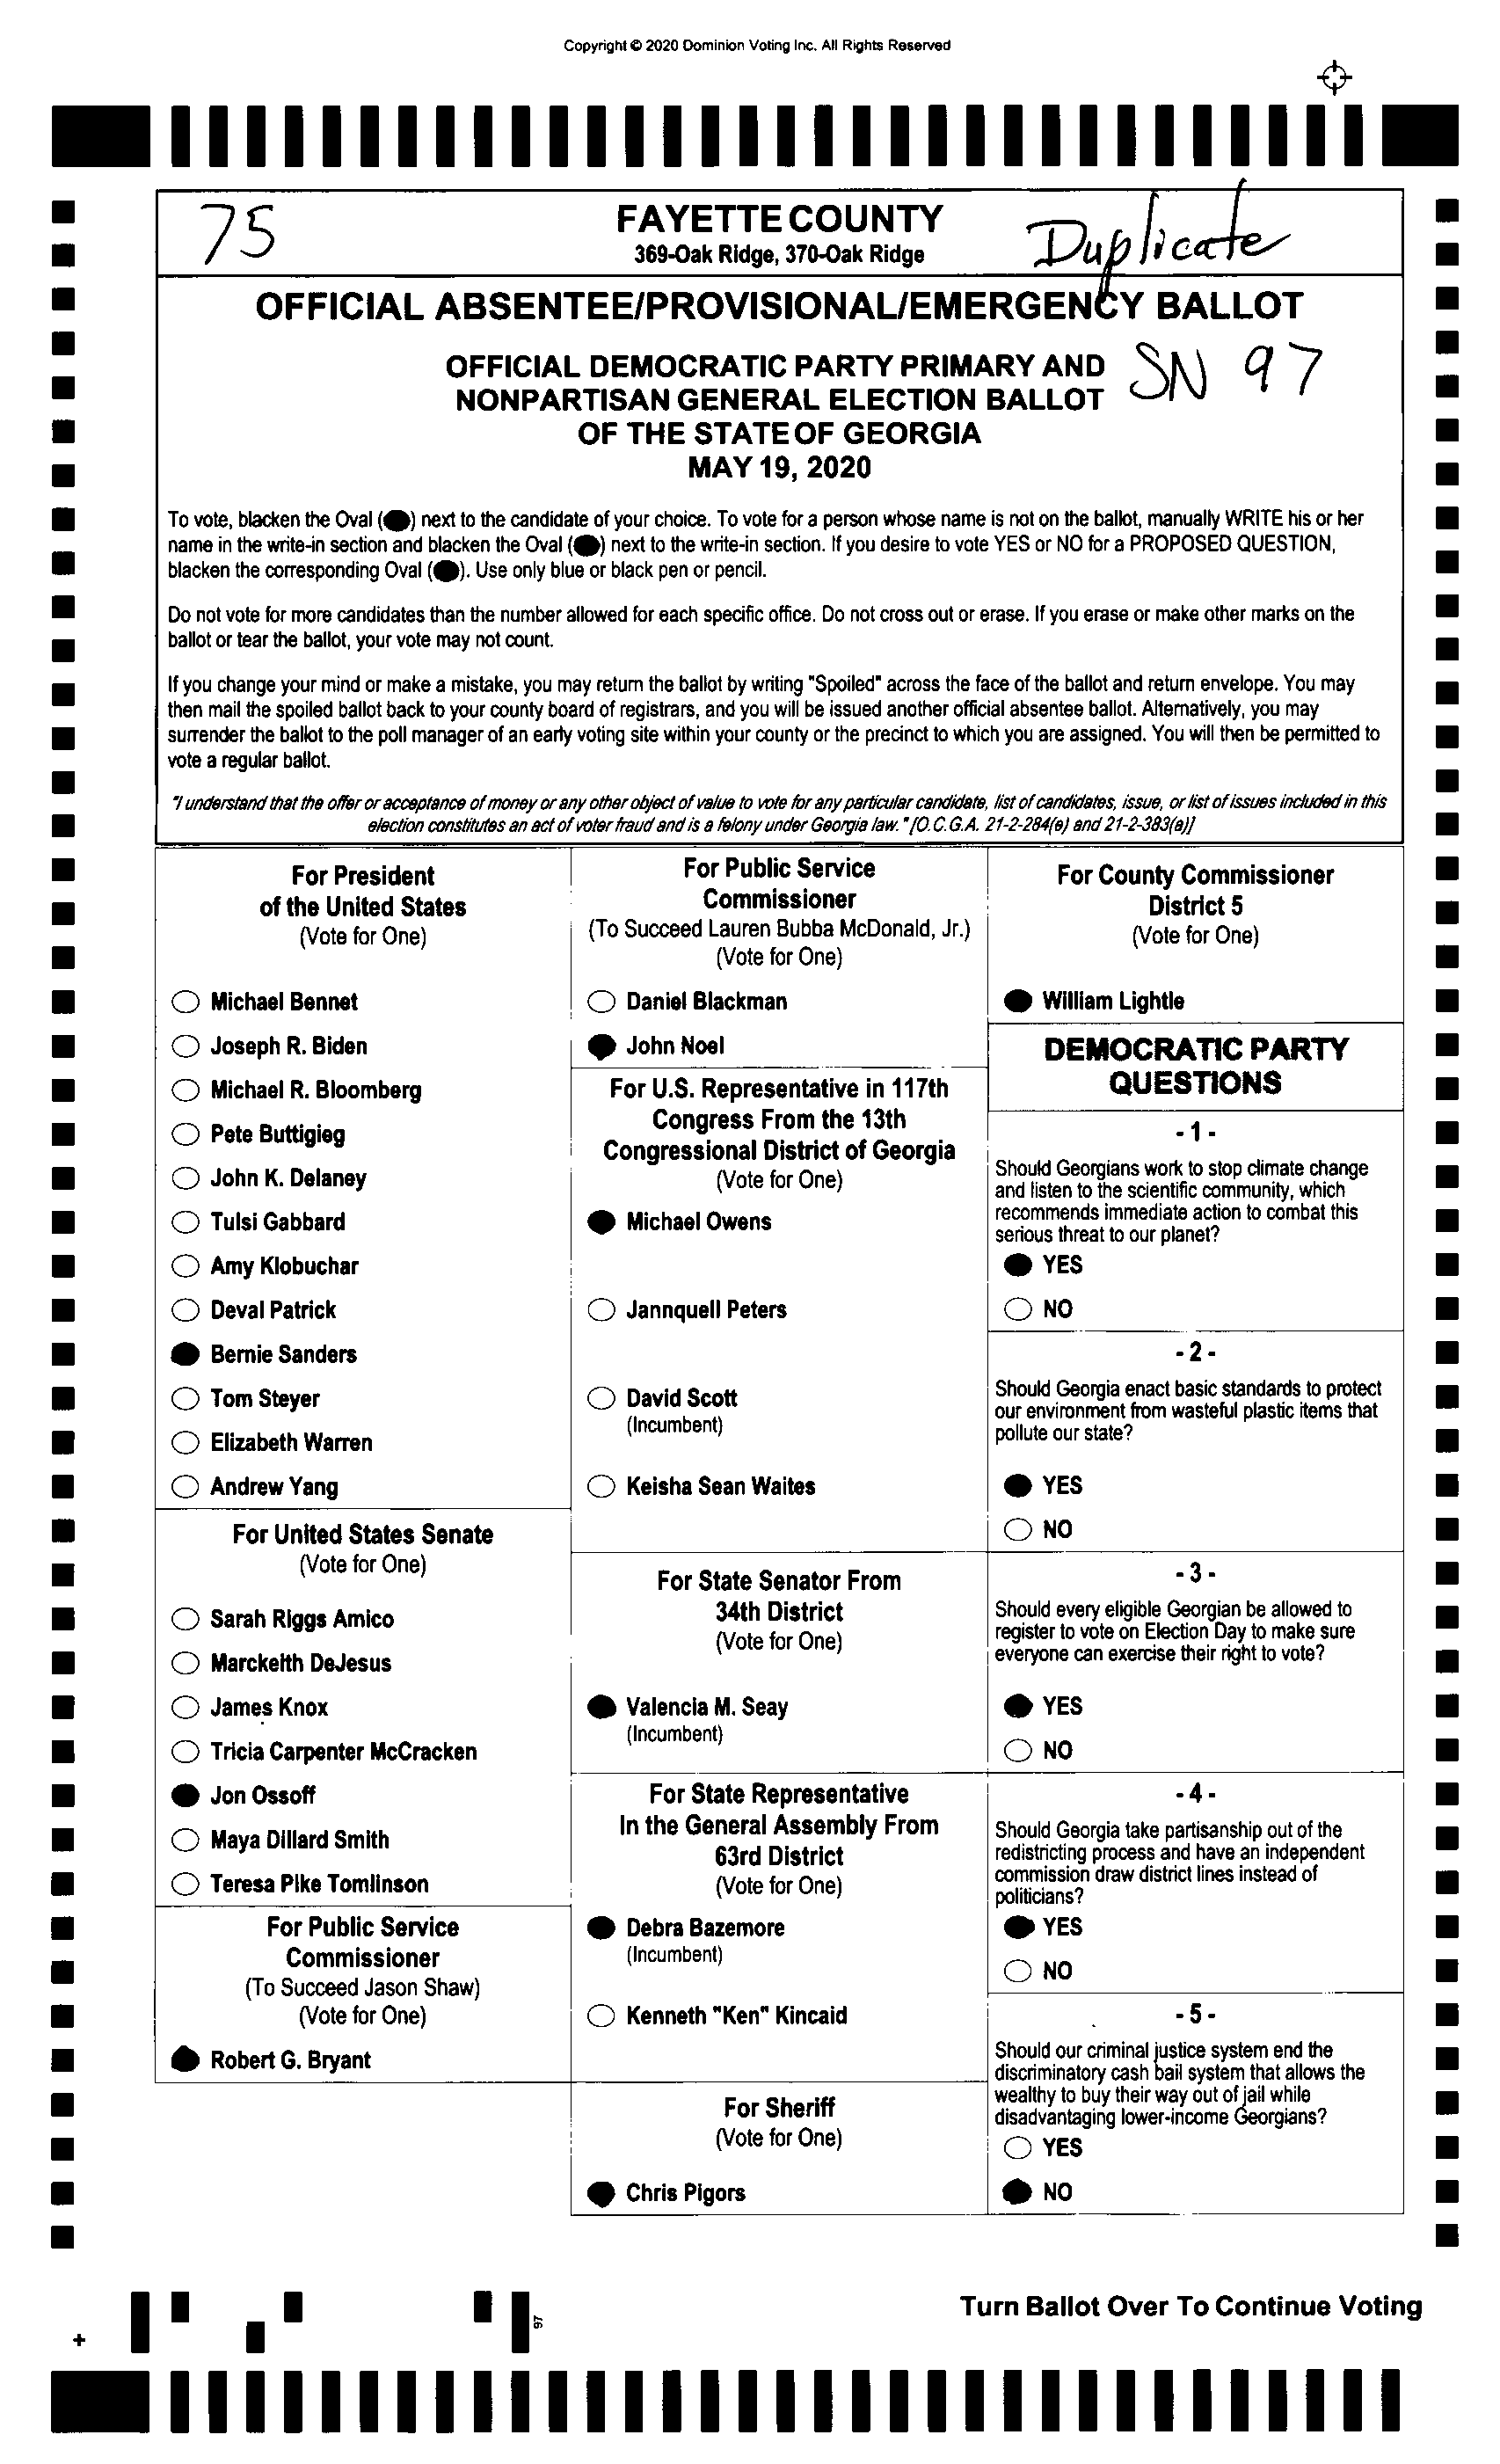 Copyright © 2020 Dominion Voting Inc. All Rights Reserved
75
FAYETTE COUNTY
369-Oak Ridge, 370-Oak Ridge
Duplicate
OFFICIAL ABSENTEE/PROVISIONAL/EMERGENCY BALLOT
OFFICIAL DEMOCRATIC PARTY PRIMARY AND
NONPARTISAN GENERAL ELECTION BALLOT
OF THE STATE OF GEORGIA
MAY 19, 2020
SN 97
To vote, blacken the Oval (⬬) next to the candidate of your choice. To vote for a person whose name is not on the ballot, manually WRITE his or her
name in the write-in section and blacken the Oval (⬬) next to the write-in section. If you desire to vote YES or NO for a PROPOSED QUESTION,
blacken the corresponding Oval (⬬). Use only blue or black pen or pencil.
Do not vote for more candidates than the number allowed for each specific office. Do not cross out or erase. If you erase or make other marks on the
ballot or tear the ballot, your vote may not count.
If you change your mind or make a mistake, you may return the ballot by writing "Spoiled" across the face of the ballot and return envelope. You may
then mail the spoiled ballot back to your county board of registrars, and you will be issued another official absentee ballot. Alternatively, you may
surrender the ballot to the poll manager of an early voting site within your county or the precinct to which you are assigned. You will then be permitted to
vote a regular ballot.
"I understand that the offer or acceptance of money or any other object of value to vote for any particular candidate, list of candidates, issue, or list of issues included in this
election constitutes an act of voter fraud and is a felony under Georgia law." [O.C.G.A. 21-2-284(e) and 21-2-383(a)]
For President
of the United States
(Vote for One)
Michael Bennet
Joseph R. Biden
Michael R. Bloomberg
Pete Buttigieg
John K. Delaney
Tulsi Gabbard
Amy Klobuchar
Deval Patrick
Bernie Sanders
Tom Steyer
Elizabeth Warren
Andrew Yang
For United States Senate
(Vote for One)
Sarah Riggs Amico
Marckeith DeJesus
James Knox
Tricia Carpenter McCracken
Jon Ossoff
Maya Dillard Smith
Teresa Pike Tomlinson
For Public Service
Commissioner
(To Succeed Jason Shaw)
(Vote for One)
Robert G. Bryant
For Public Service
Commissioner
(To Succeed Lauren Bubba McDonald, Jr.)
(Vote for One)
Daniel Blackman
John Noel
For U.S. Representative in 117th
Congress From the 13th
Congressional District of Georgia
(Vote for One)
Michael Owens
Jannquell Peters
David Scott
(Incumbent)
Keisha Sean Waites
For State Senator From
34th District
(Vote for One)
Valencia M. Seay
(Incumbent)
For State Representative
In the General Assembly From
63rd District
(Vote for One)
Debra Bazemore
(Incumbent)
Kenneth "Ken" Kincaid
For Sheriff
(Vote for One)
Chris Pigors
For County Commissioner
District 5
(Vote for One)
William Lightle
DEMOCRATIC PARTY
QUESTIONS
- 1 -
Should Georgians work to stop climate change
and listen to the scientific community, which
recommends immediate action to combat this
serious threat to our planet?
YES
NO
- 2 -
Should Georgia enact basic standards to protect
our environment from wasteful plastic items that
pollute our state?
YES
NO
- 3 -
Should every eligible Georgian be allowed to
register to vote on Election Day to make sure
everyone can exercise their right to vote?
YES
NO
- 4 -
Should Georgia take partisanship out of the
redistricting process and have an independent
commission draw district lines instead of
politicians?
YES
NO
- 5 -
Should our criminal justice system end the
discriminatory cash bail system that allows the
wealthy to buy their way out of jail while
disadvantaging lower-income Georgians?
YES
NO
97
Turn Ballot Over To Continue Voting